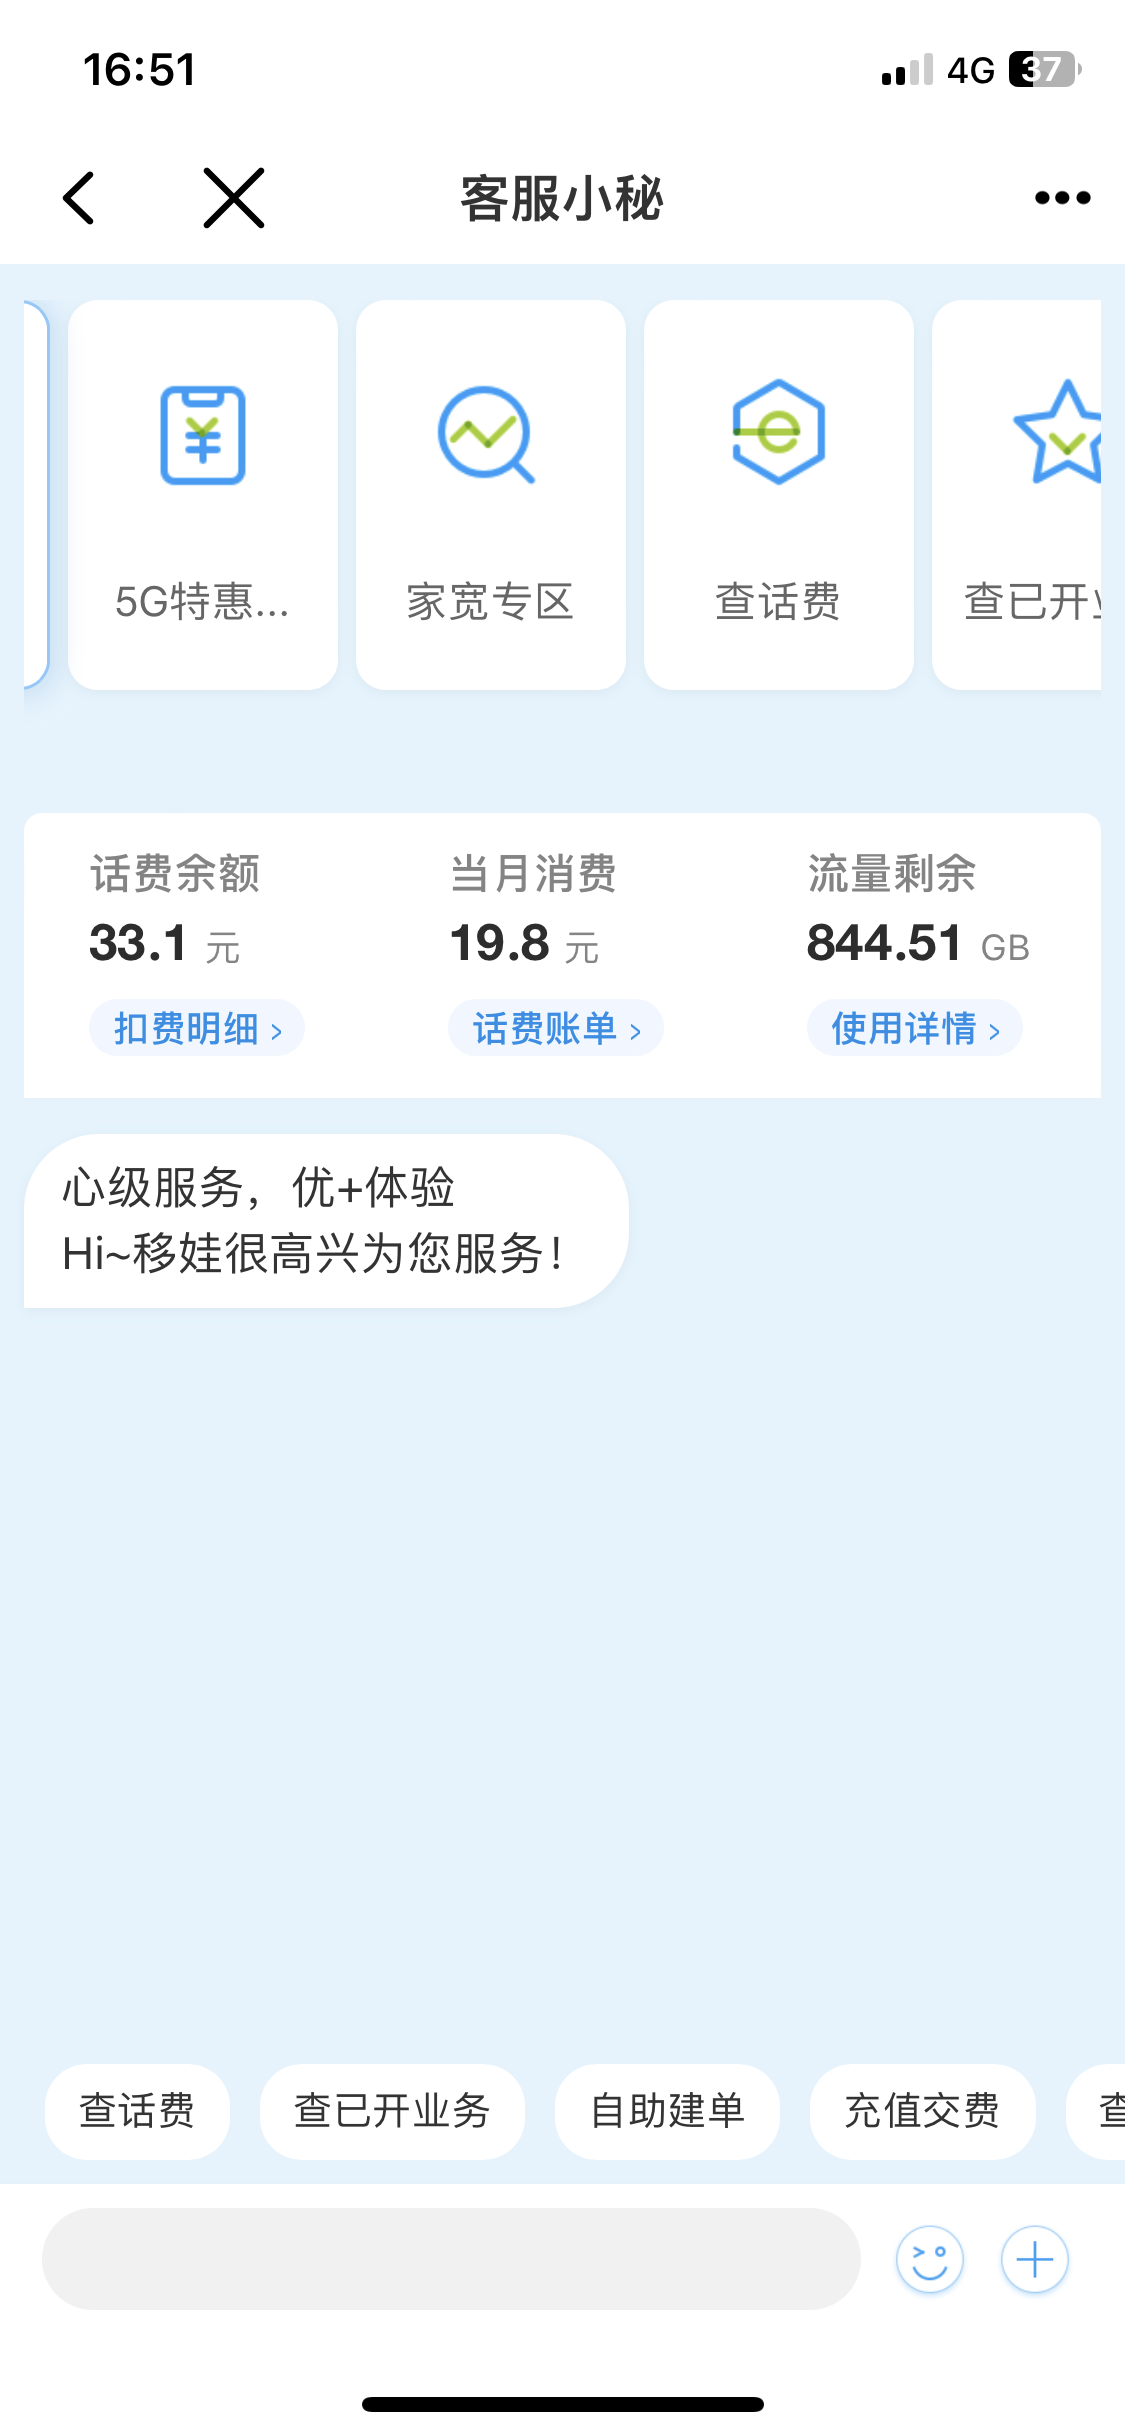 16:51
4G 37
客服小秘
5G特惠...
家宽专区
查话费
查已开
话费余额
当月消费
流量剩余
33.1 元
19.8 元
844.51 GB
扣费明细 ›
话费账单 ›
使用详情 ›
心级服务，优+体验
Hi~移娃很高兴为您服务！
查话费
查已开业务
自助建单
充值交费
查